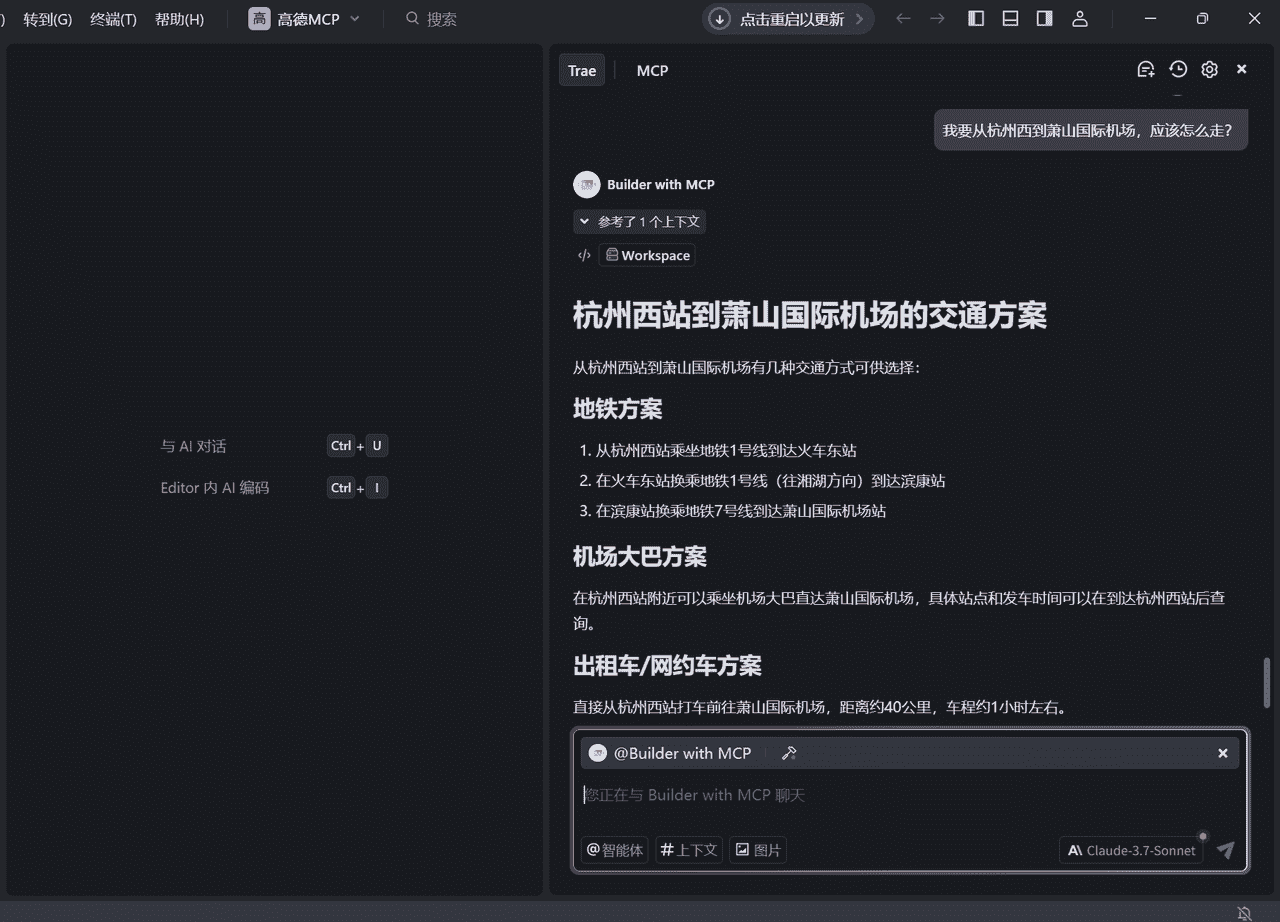 ) 转到(G) 终端(T) 帮助(H) 高 高德MCP 搜索 点击重启以更新
Trae MCP
我要从杭州西到萧山国际机场，应该怎么走？
Builder with MCP
参考了 1 个上下文
</> Workspace
杭州西站到萧山国际机场的交通方案
从杭州西站到萧山国际机场有几种交通方式可供选择：
地铁方案
1. 从杭州西站乘坐地铁1号线到达火车东站
2. 在火车东站换乘地铁1号线（往湘湖方向）到达滨康站
3. 在滨康站换乘地铁7号线到达萧山国际机场站
机场大巴方案
在杭州西站附近可以乘坐机场大巴直达萧山国际机场，具体站点和发车时间可以在到达杭州西站后查
询。
出租车/网约车方案
直接从杭州西站打车前往萧山国际机场，距离约40公里，车程约1小时左右。
与 AI 对话 Ctrl + U
Editor 内 AI 编码 Ctrl + I
@Builder with MCP
您正在与 Builder with MCP 聊天
@智能体 #上下文 图片 A\ Claude-3.7-Sonnet